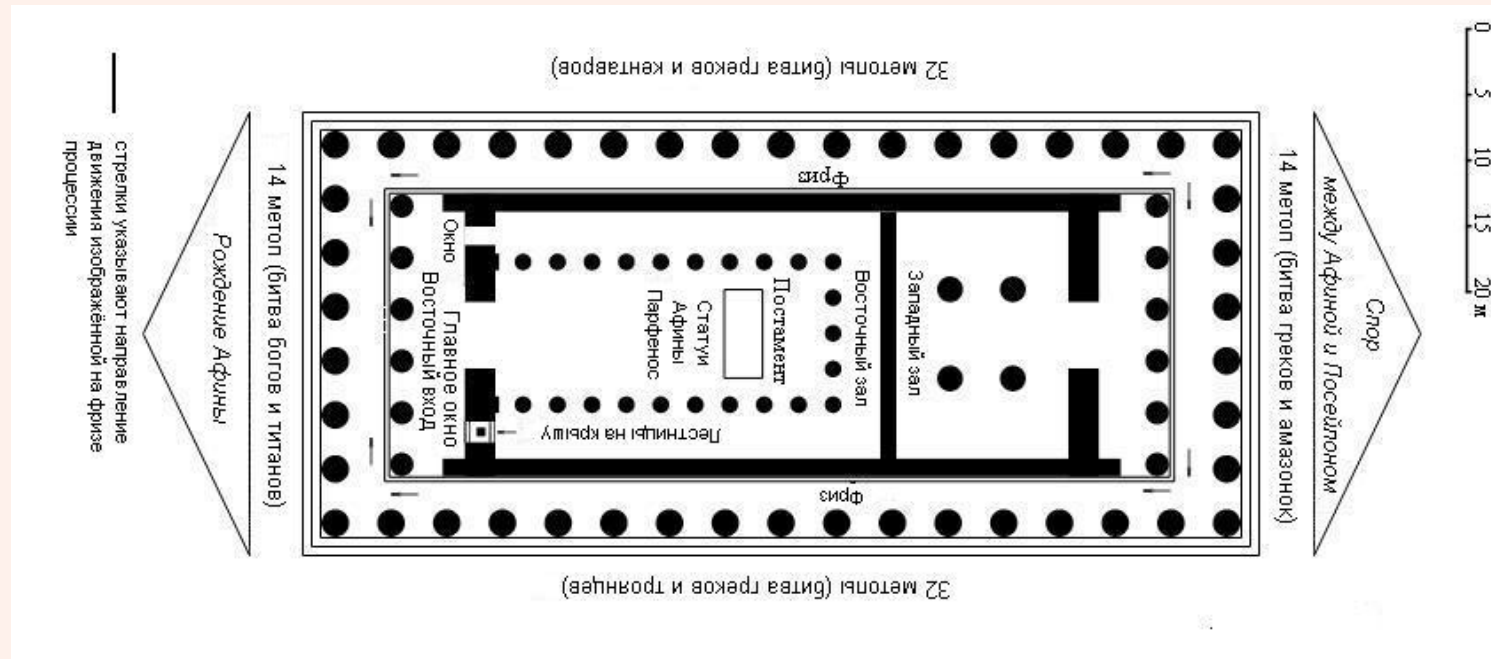 32 метопы (битва греков и кентавров)
стрелки указывают направление
движения изображённой на фризе
процессии
Рождение Афины
14 метоп (битва богов и титанов)
Фриз
Окно
Главное окно
Восточный вход
Постамент
Статуи
Афины
Парфенос
Восточный зал
Западный зал
Лестницы на крышу
Фриз
14 метоп (битва греков и амазонок)
Спор
между Афиной и Посейдоном
0
5
10
15
20 м
32 метопы (битва греков и троянцев)